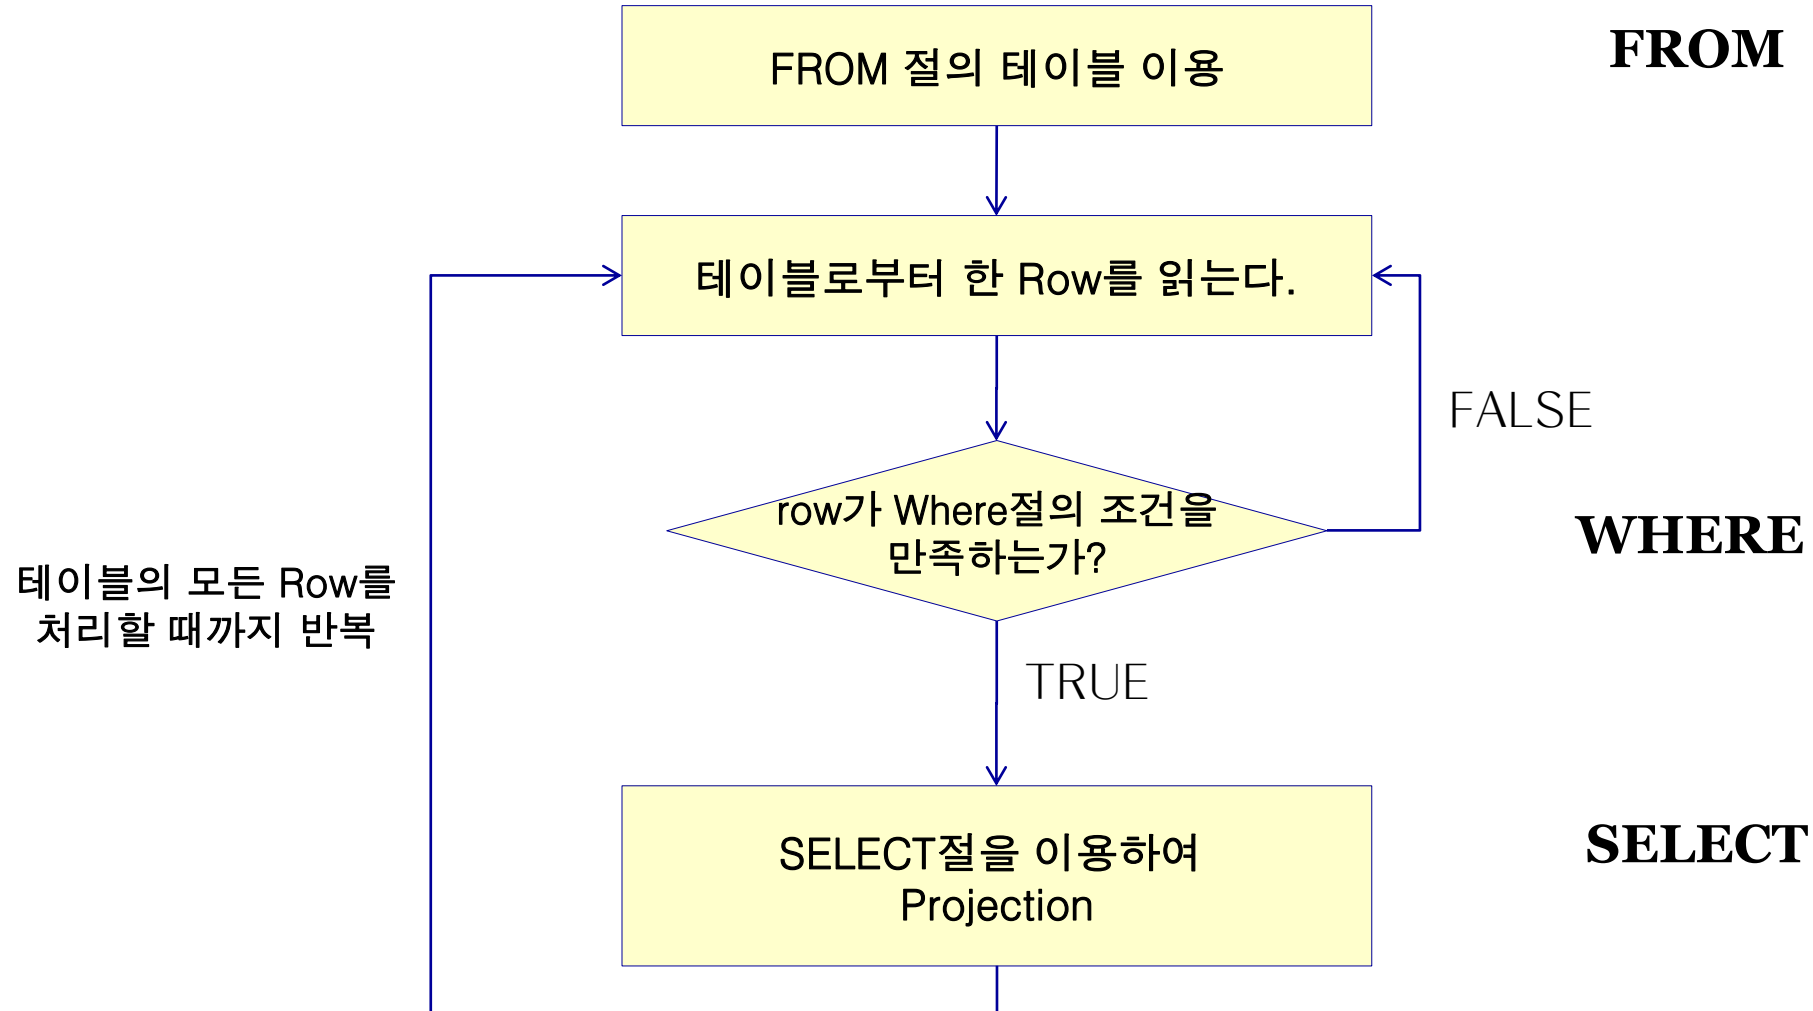 FROM 절의 테이블 이용
FROM
테이블로부터 한 Row를 읽는다.
FALSE
row가 Where절의 조건을
만족하는가?
WHERE
테이블의 모든 Row를
처리할 때까지 반복
TRUE
SELECT절을 이용하여
Projection
SELECT